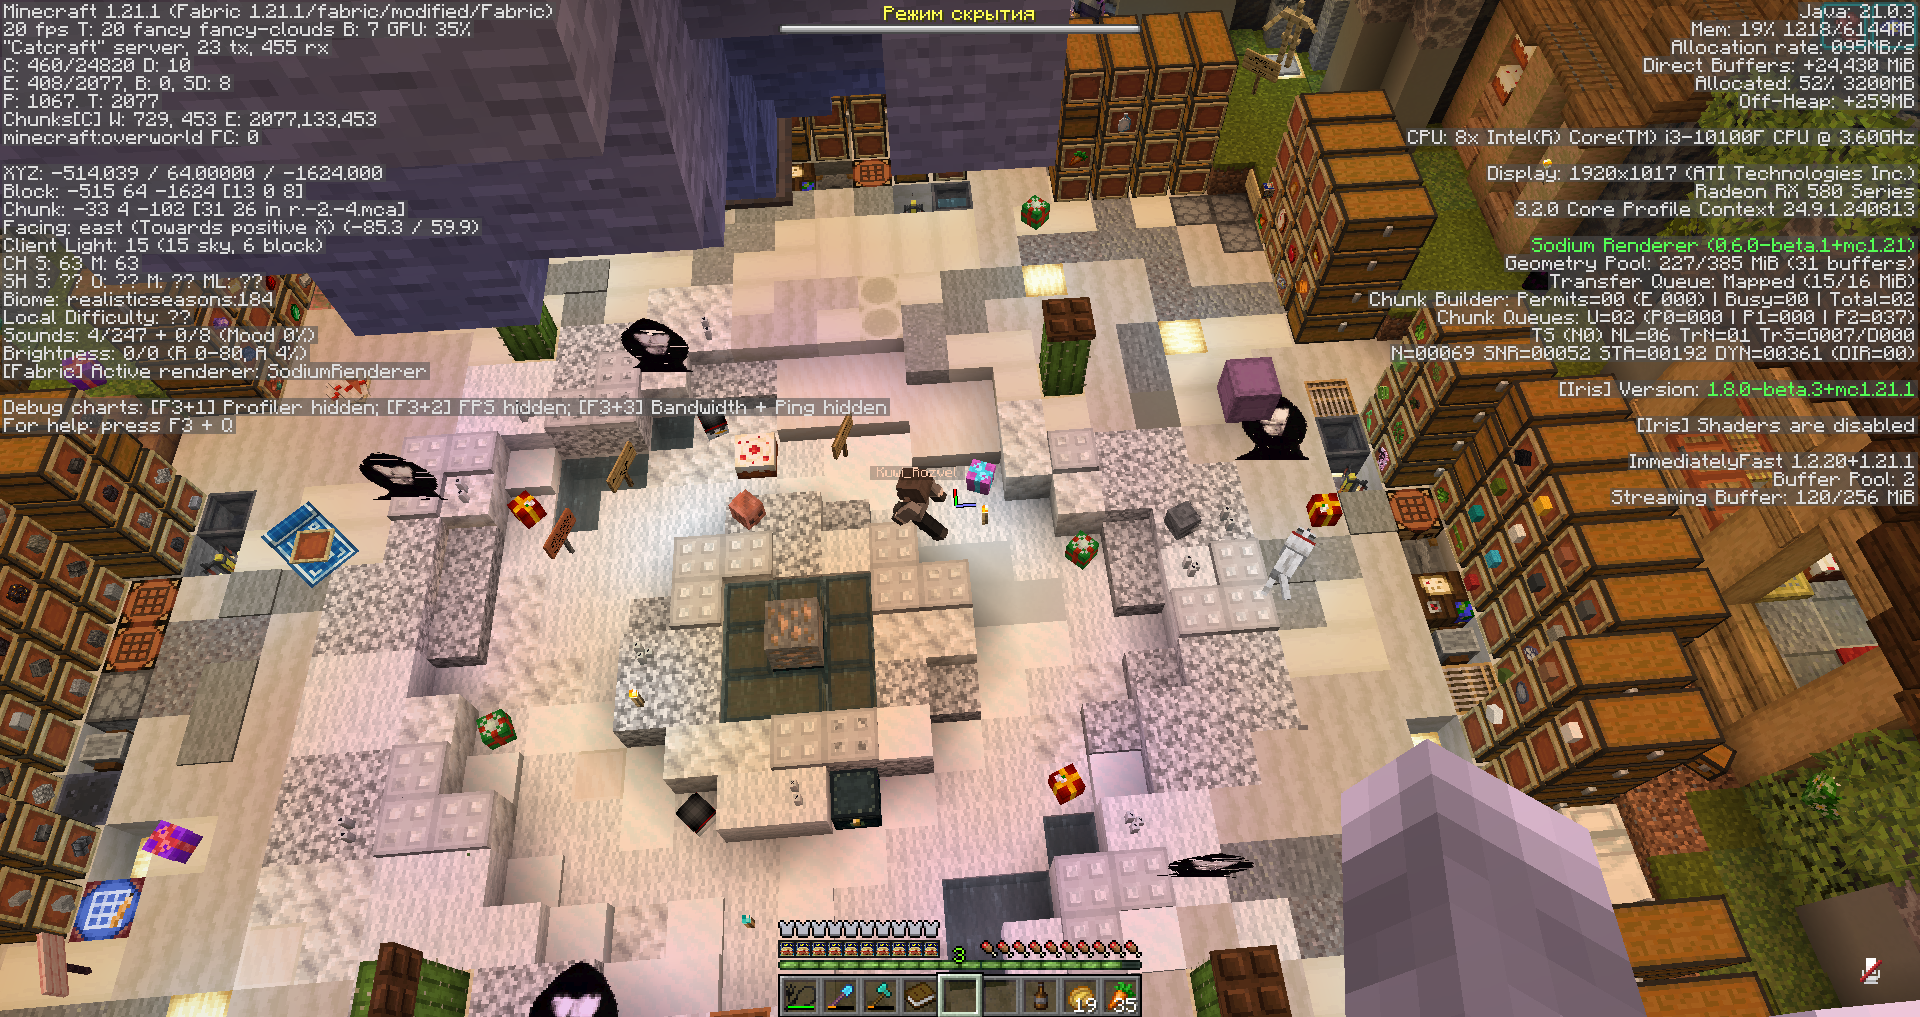 Minecraft 1.21.1 (Fabric 1.21.1/fabric/modified/Fabric)
20 fps T: 20 fancy fancy-clouds B: 7 GPU: 35%
"Catcraft" server, 23 tx, 455 rx
C: 460/24820 D: 10
E: 408/2077, B: 0, SD: 8
P: 1067. T: 2077
Chunks[C] W: 729, 453 E: 2077,133,453
minecraft:overworld FC: 0
XYZ: -514.039 / 64.00000 / -1624.000
Block: -515 64 -1624 [13 0 8]
Chunk: -33 4 -102 [31 26 in r.-2.-4.mca]
Facing: east (Towards positive X) (-85.3 / 59.9)
Client Light: 15 (15 sky, 6 block)
CH S: 63 M: 63
SH S: ?? O: ?? M: ?? ML: ??
Biome: realisticseasons:184
Local Difficulty: ??
Sounds: 4/247 + 0/8 (Mood 0%)
Brightness: 0/0 (R 0-80, A 4%)
[Fabric] Active renderer: SodiumRenderer
Debug charts: [F3+1] Profiler hidden; [F3+2] FPS hidden; [F3+3] Bandwidth + Ping hidden
For help: press F3 + Q
Режим скрытия
Java: 21.0.3
Mem: 19% 1218/6144MB
Allocation rate: 095MB/s
Direct Buffers: +24,430 MiB
Allocated: 52% 3200MB
Off-Heap: +259MB
CPU: 8x Intel(R) Core(TM) i3-10100F CPU @ 3.60GHz
Display: 1920x1017 (ATI Technologies Inc.)
Radeon RX 580 Series
3.2.0 Core Profile Context 24.9.1.240813
Sodium Renderer (0.6.0-beta.1+mc1.21)
Geometry Pool: 227/385 MiB (31 buffers)
Transfer Queue: Mapped (15/16 MiB)
Chunk Builder: Permits=00 (E 000) | Busy=00 | Total=02
Chunk Queues: U=02 (P0=000 | P1=000 | P2=037)
TS (N0) NL=06 TrN=01 TrS=G007/D000
N=00069 SNR=00052 STA=00192 DYN=00361 (DIR=00)
[Iris] Version: 1.8.0-beta.3+mc1.21.1
[Iris] Shaders are disabled
ImmediatelyFast 1.2.20+1.21.1
Buffer Pool: 2
Streaming Buffer: 120/256 MiB
Kuvi_Razvel
3
19
35